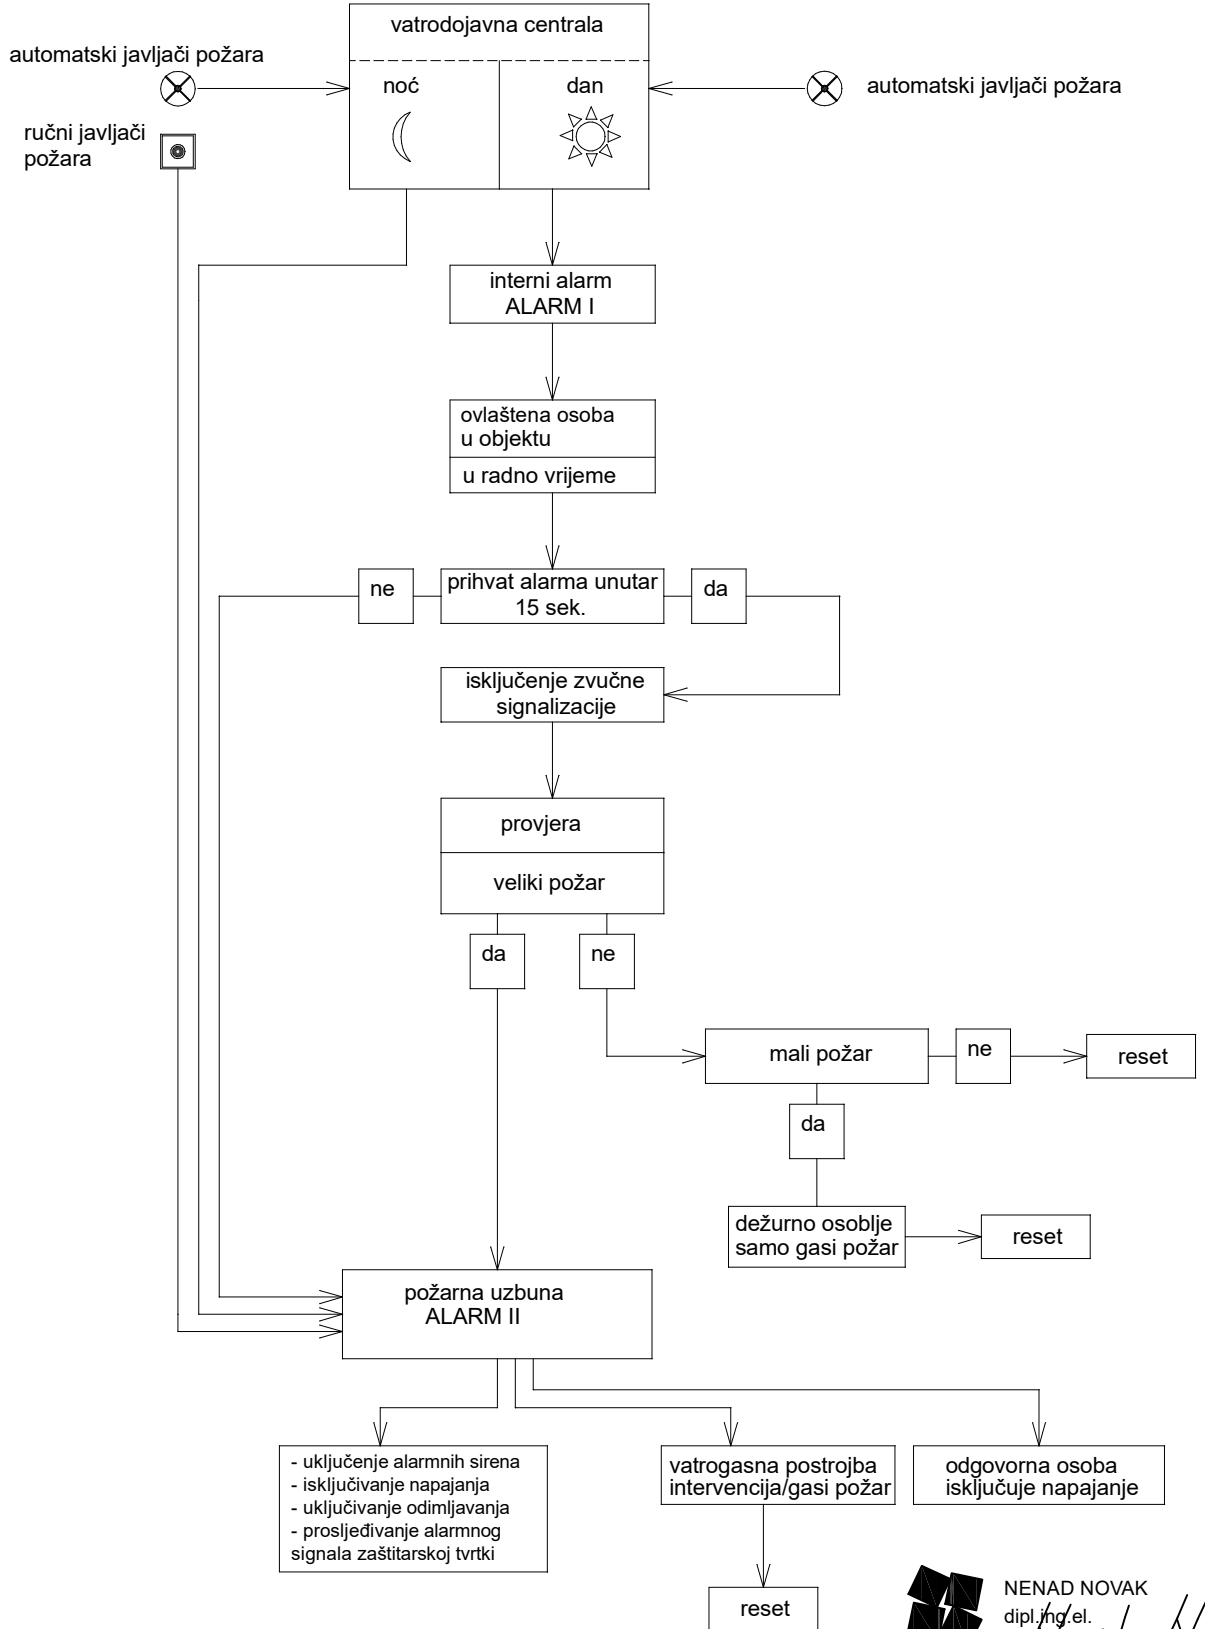 vatrodojavna centrala
automatski javljači požara
noć
dan
automatski javljači požara
ručni javljači
požara
interni alarm
ALARM I
ovlaštena osoba
u objektu
u radno vrijeme
ne
prihvat alarma unutar
15 sek.
da
isključenje zvučne
signalizacije
provjera
veliki požar
da
ne
mali požar
ne
reset
da
dežurno osoblje
samo gasi požar
reset
požarna uzbuna
ALARM II
- uključenje alarmnih sirena
- isključivanje napajanja
- uključivanje odimljavanja
- prosljeđivanje alarmnog
signala zaštitarskoj tvrtki
vatrogasna postrojba
intervencija/gasi požar
odgovorna osoba
isključuje napajanje
reset
NENAD NOVAK
dipl.ing.el.